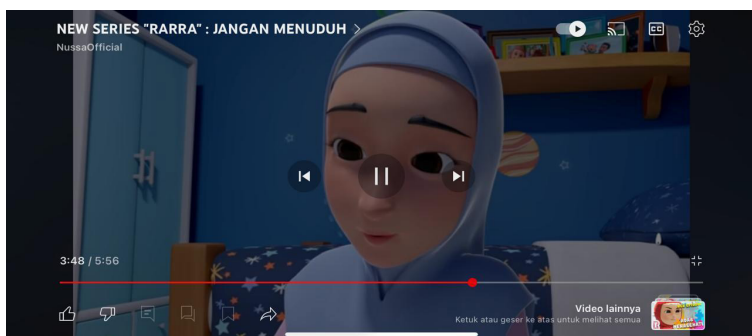 NEW SERIES "RARRA" : JANGAN MENUDUH
NussaOfficial
CC
3:48 / 5:56
Video lainnya
Ketuk atau geser ke atas untuk melihat semua